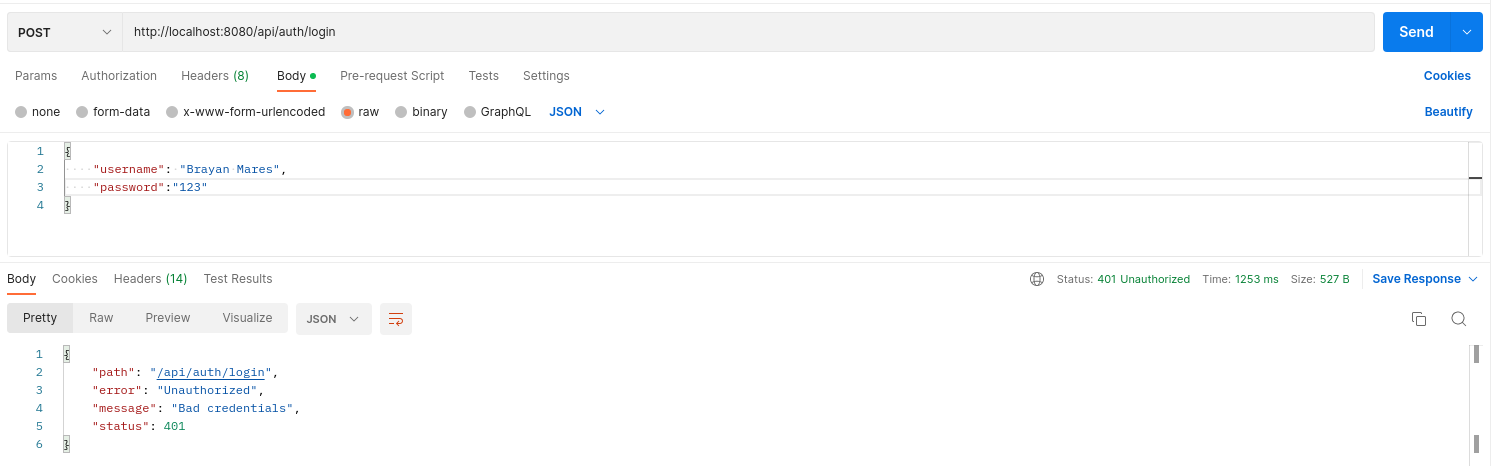 POST http://localhost:8080/api/auth/login Send
Params Authorization Headers (8) Body Pre-request Script Tests Settings Cookies
none form-data x-www-form-urlencoded raw binary GraphQL JSON Beautify
1 {
2 "username": "Brayan Mares",
3 "password":"123"
4 }
Body Cookies Headers (14) Test Results Status: 401 Unauthorized Time: 1253 ms Size: 527 B Save Response
Pretty Raw Preview Visualize JSON
1 {
2 "path": "/api/auth/login",
3 "error": "Unauthorized",
4 "message": "Bad credentials",
5 "status": 401
6 }